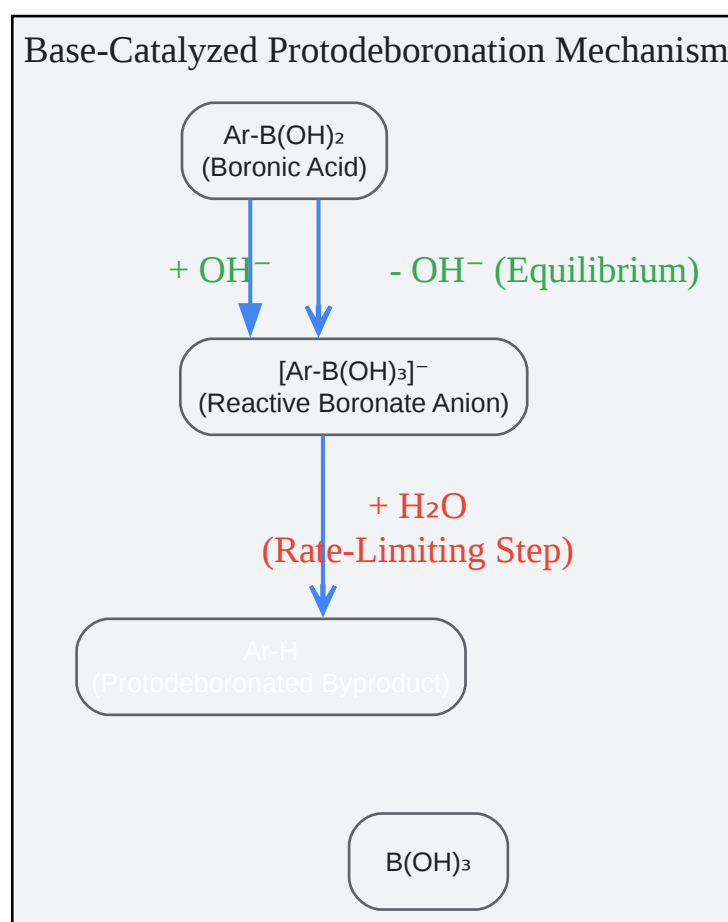 Base-Catalyzed Protodeboronation Mechanism
Ar-B(OH)₂
(Boronic Acid)
+ OH⁻
- OH⁻ (Equilibrium)
[Ar-B(OH)₃]⁻
(Reactive Boronate Anion)
+ H₂O
(Rate-Limiting Step)
Ar-H
(Protodeboronated Byproduct)
B(OH)₃